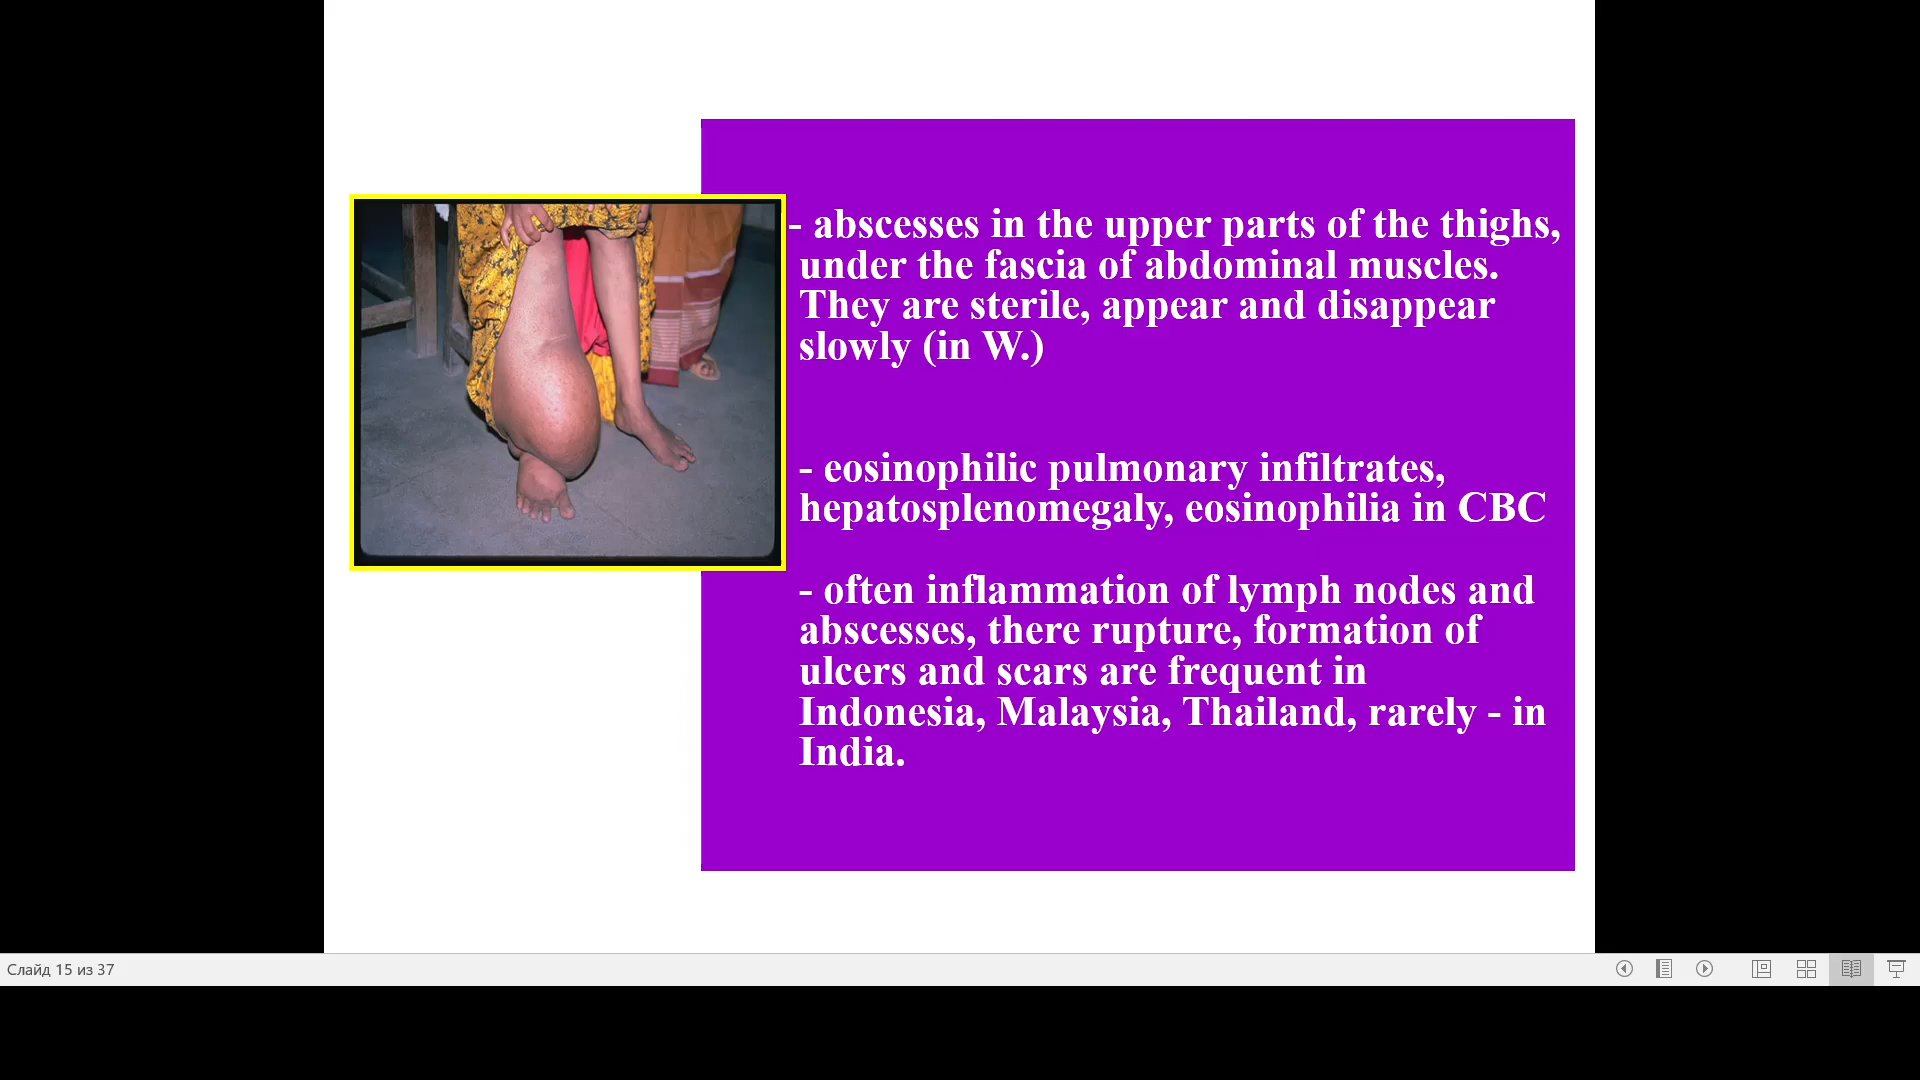 - abscesses in the upper parts of the thighs,
under the fascia of abdominal muscles.
They are sterile, appear and disappear
slowly (in W.)
- eosinophilic pulmonary infiltrates,
hepatosplenomegaly, eosinophilia in CBC
- often inflammation of lymph nodes and
abscesses, there rupture, formation of
ulcers and scars are frequent in
Indonesia, Malaysia, Thailand, rarely - in
India.
Слайд 15 из 37